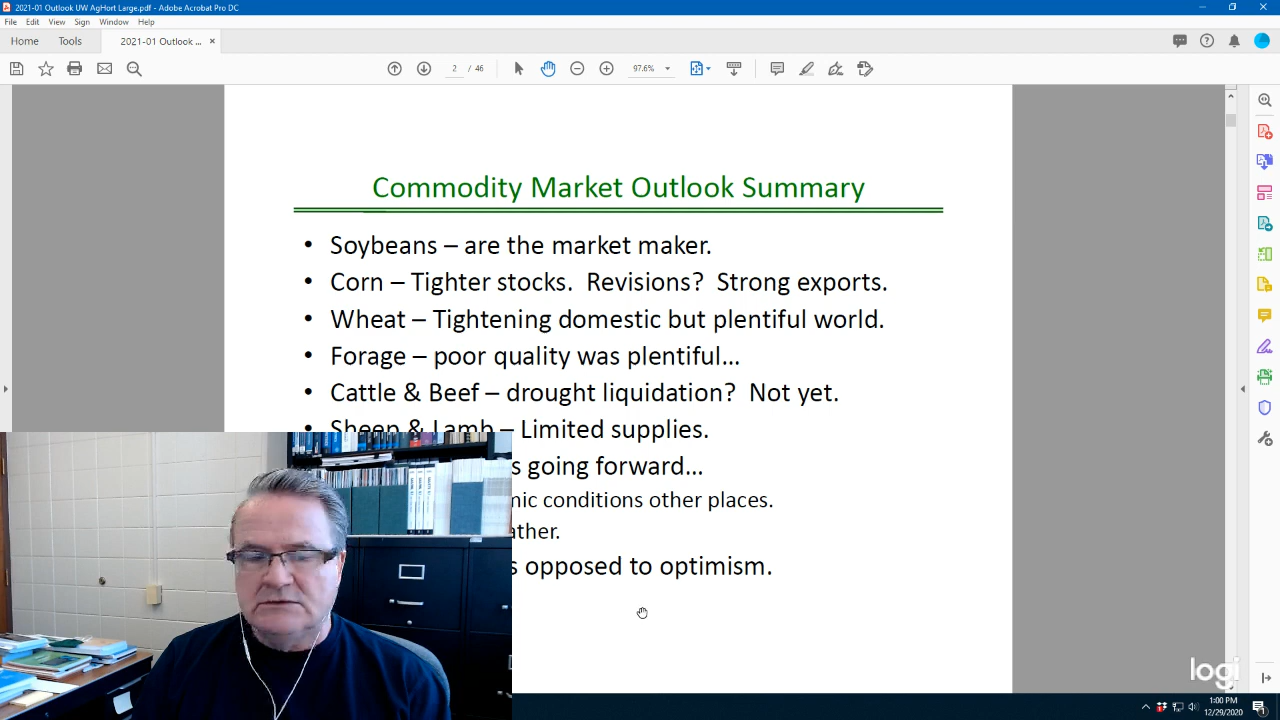 2021-01 Outlook UW AgHort Large.pdf - Adobe Acrobat Pro DC
File Edit View Sign Window Help
Home Tools 2021-01 Outlook ... ×
2 / 46 97.6%
Commodity Market Outlook Summary
• Soybeans – are the market maker.
• Corn – Tighter stocks. Revisions? Strong exports.
• Wheat – Tightening domestic but plentiful world.
• Forage – poor quality was plentiful…
• Cattle & Beef – drought liquidation? Not yet.
• Sheep & Lamb – Limited supplies.
going forward…
conditions other places.
opposed to optimism.
logi
1:00 PM
12/29/2020